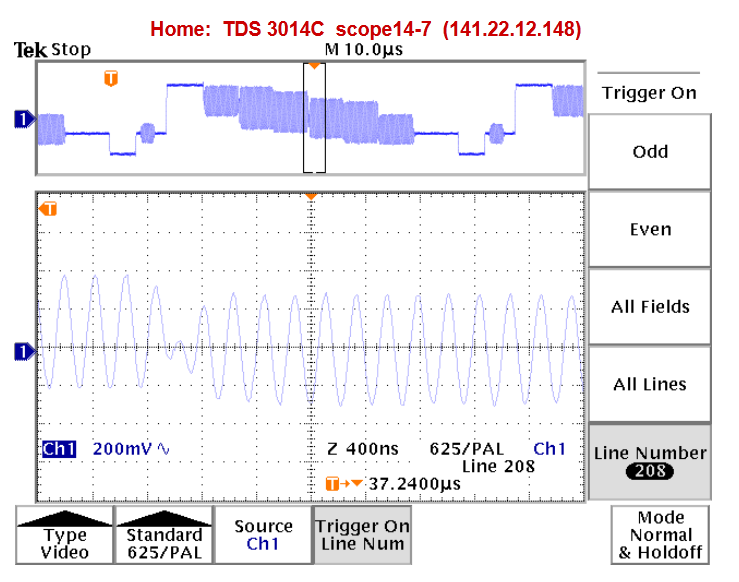 Home: TDS 3014C scope14-7 (141.22.12.148)
Tek Stop M 10.0µs
T
1
Trigger On
Odd
Even
All Fields
All Lines
Line Number
208
T
1
Ch1 200mV ∿ Z 400ns 625/PAL Ch1
Line 208
T→▼ 37.2400µs
Type
Video
Standard
625/PAL
Source
Ch1
Trigger On
Line Num
Mode
Normal
& Holdoff